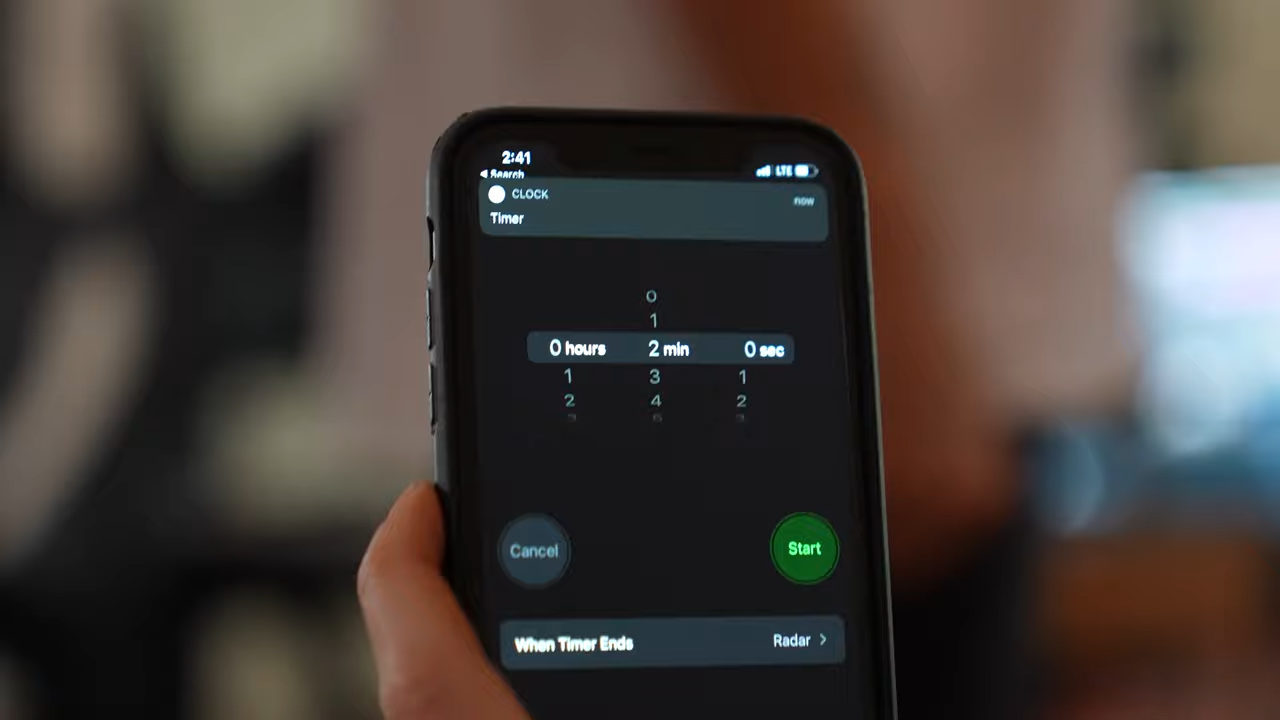 2:41
LTE
◀ Search
CLOCK
now
Timer
0
1
0 hours 2 min 0 sec
1 3 1
2 4 2
Cancel
Start
When Timer Ends Radar >